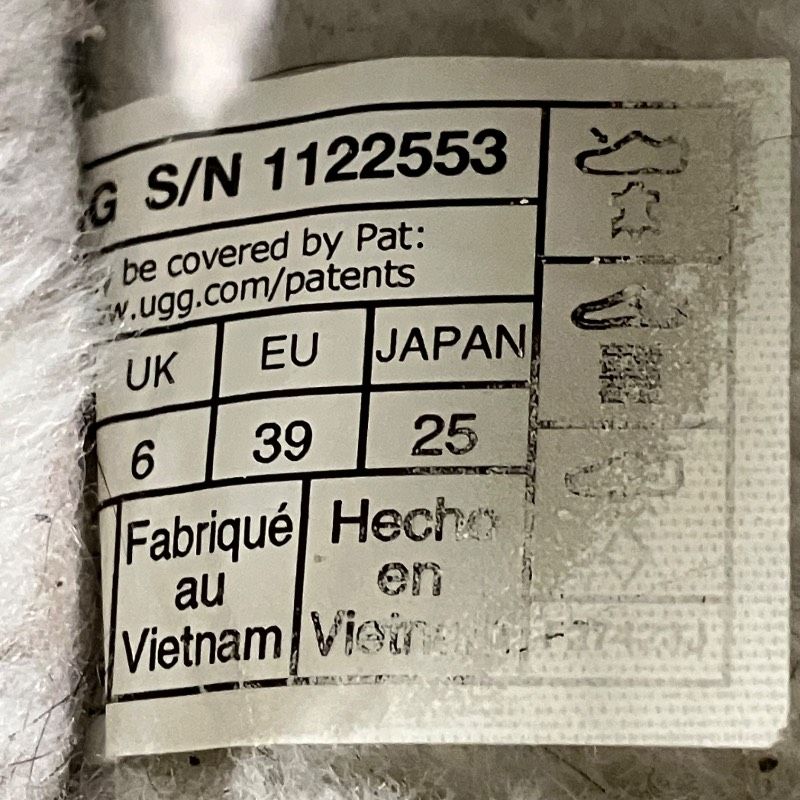 G S/N 1122553
be covered by Pat:
w.ugg.com/patents
UK EU JAPAN
6 39 25
Fabriqué Hecho
au en
Vietnam Vietnam